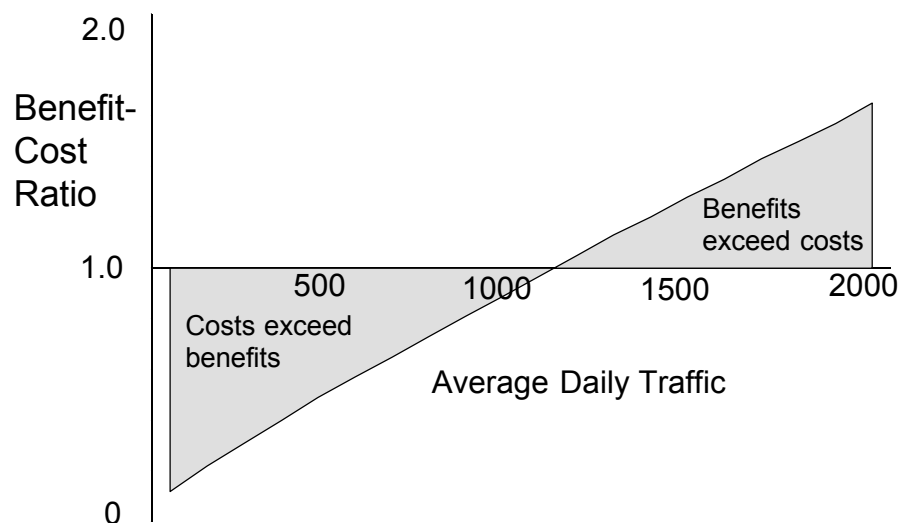 2.0
Benefit-
Cost
Ratio
Benefits
exceed costs
1.0
500
1000
1500
2000
Costs exceed
benefits
Average Daily Traffic
0